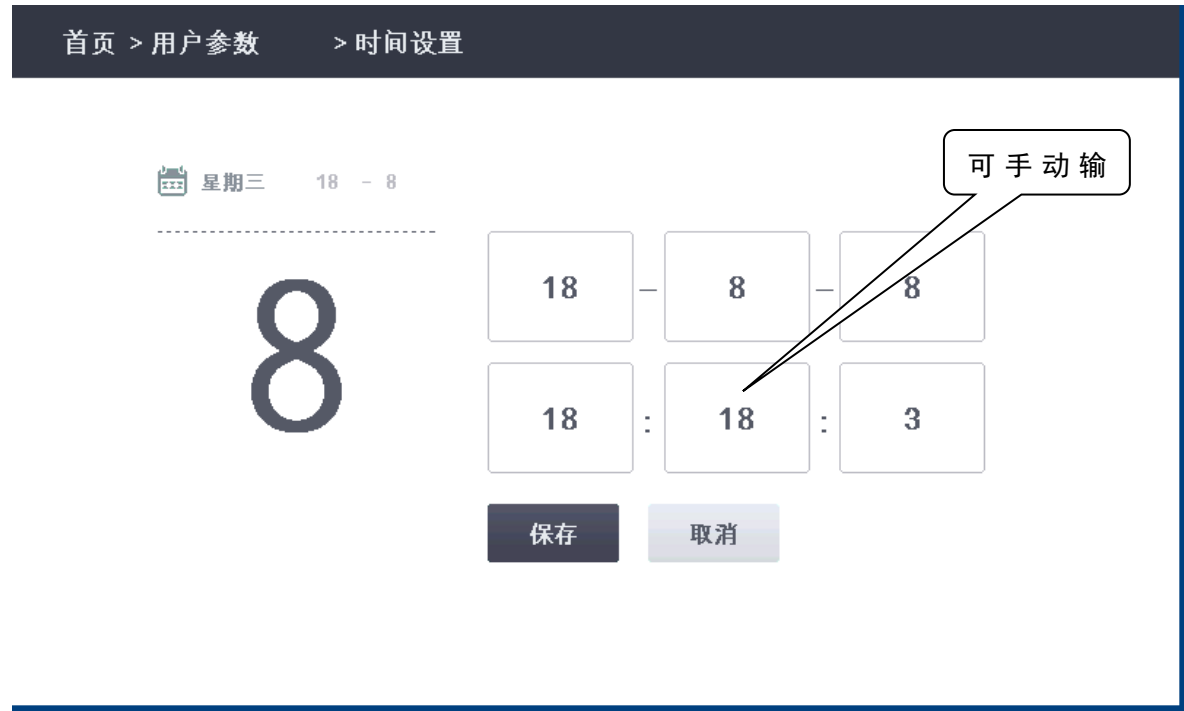 首页 > 用户参数 > 时间设置
可手动输
星期三 18 - 8
8
18 – 8 – 8
18 : 18 : 3
保存 取消